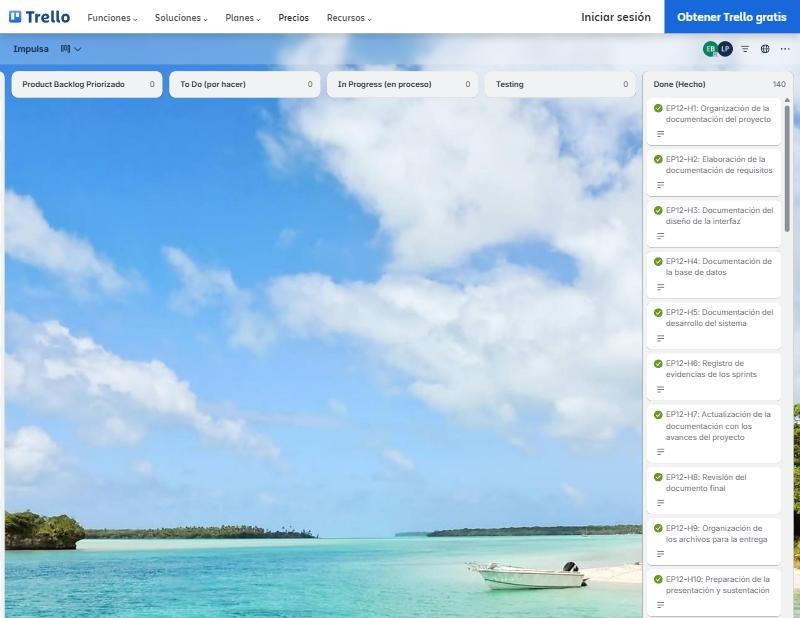 Trello
Funciones
Soluciones
Planes
Precios
Recursos
Iniciar sesión
Obtener Trello gratis
Impulsa
EB
LP
Product Backlog Priorizado
0
To Do (por hacer)
0
In Progress (en proceso)
0
Testing
0
Done (Hecho)
140
EP12-H1: Organización de la
documentación del proyecto
EP12-H2: Elaboración de la
documentación de requisitos
EP12-H3: Documentación del
diseño de la interfaz
EP12-H4: Documentación de
la base de datos
EP12-H5: Documentación del
desarrollo del sistema
EP12-H6: Registro de
evidencias de los sprints
EP12-H7: Actualización de la
documentación con los
avances del proyecto
EP12-H8: Revisión del
documento final
EP12-H9: Organización de
los archivos para la entrega
EP12-H10: Preparación de la
presentación y sustentación